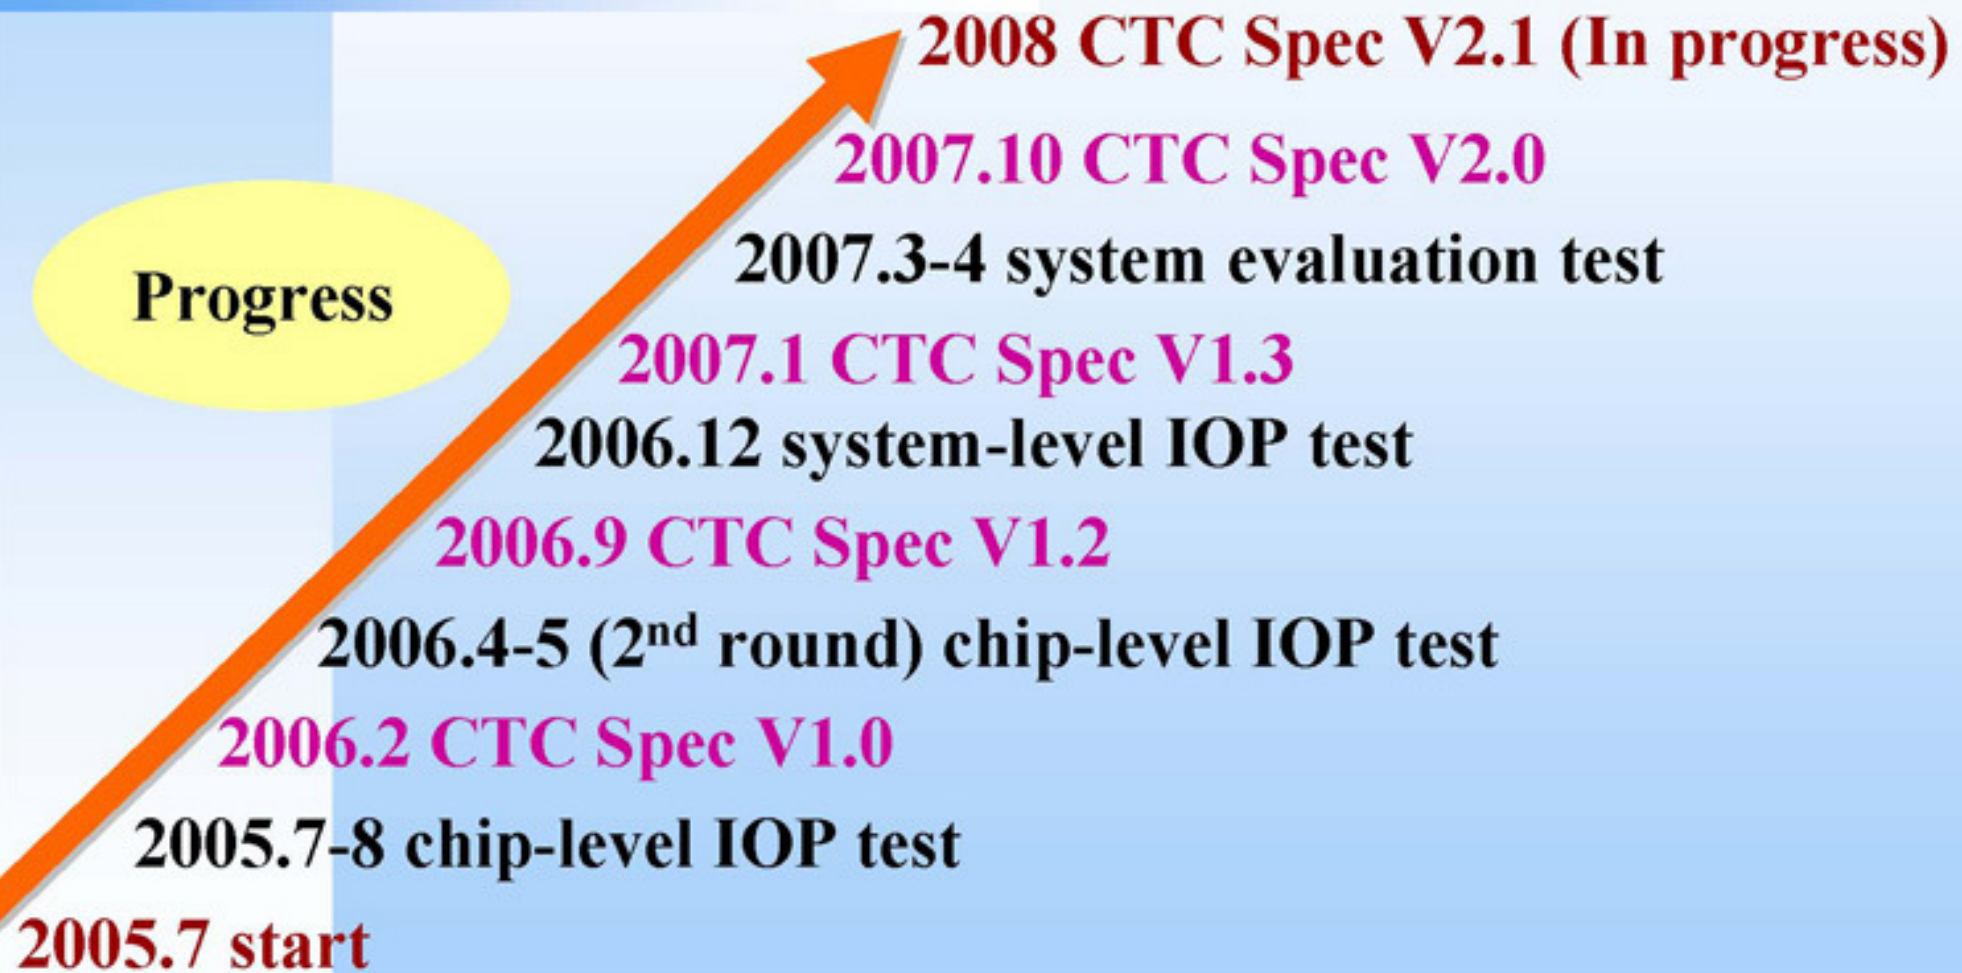 2008 CTC Spec V2.1 (In progress)
2007.10 CTC Spec V2.0
2007.3-4 system evaluation test
Progress
2007.1 CTC Spec V1.3
2006.12 system-level IOP test
2006.9 CTC Spec V1.2
2006.4-5 (2nd round) chip-level IOP test
2006.2 CTC Spec V1.0
2005.7-8 chip-level IOP test
2005.7 start